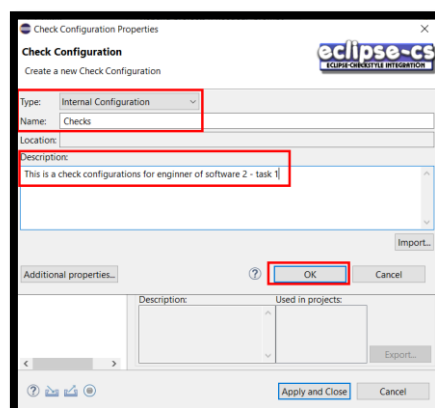 Check Configuration Properties
Check Configuration
Create a new Check Configuration
eclipse-cs
ECLIPSE-CHECKSTYLE INTEGRATION
Type: Internal Configuration
Name: Checks
Location:
Description:
This is a check configurations for enginner of software 2 - task 1
Import...
Additional properties... OK Cancel
Description: Used in projects:
Export...
Apply and Close Cancel